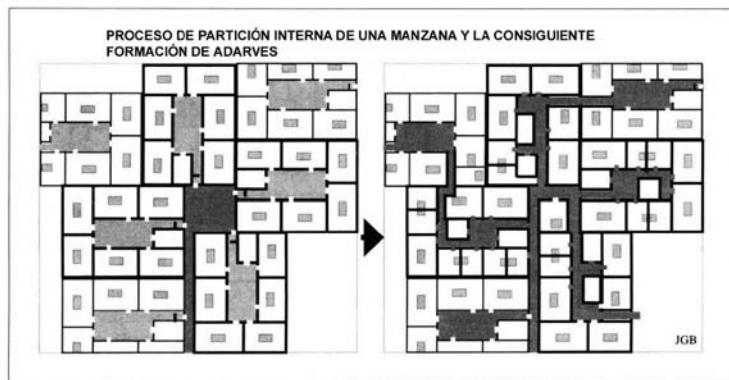 PROCESO DE PARTICIÓN INTERNA DE UNA MANZANA Y LA CONSIGUIENTE
FORMACIÓN DE ADARVES
JGB